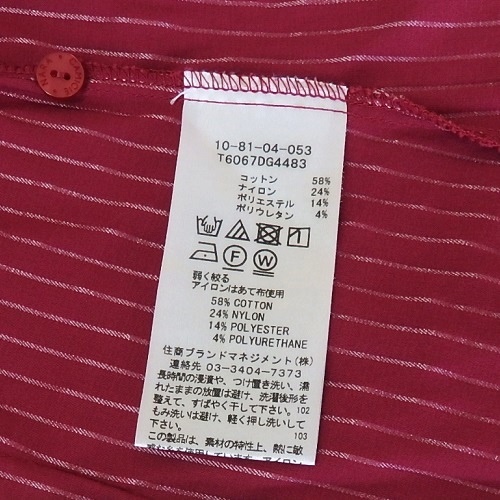 10-81-04-053
T6067DG4483
コットン 58%
ナイロン 24%
ポリエステル 14%
ポリウレタン 4%
F W
弱く絞る
アイロンはあて布使用
58% COTTON
24% NYLON
14% POLYESTER
4% POLYURETHANE
住商ブランドマネジメント(株)
連絡先 03-3404-7373
長時間の浸漬や、つけ置き洗い、濡
れたままの放置は避け、洗濯後形を
整えて、すばやく干して下さい。102
もみ洗いは避け、軽く押し洗いして
下さい。 103
この製品は、素材の特性上、熱に敏